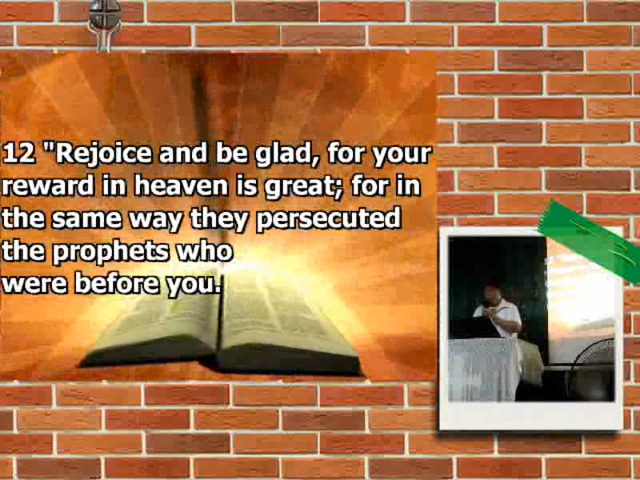 12 "Rejoice and be glad, for your
reward in heaven is great; for in
the same way they persecuted
the prophets who
were before you.